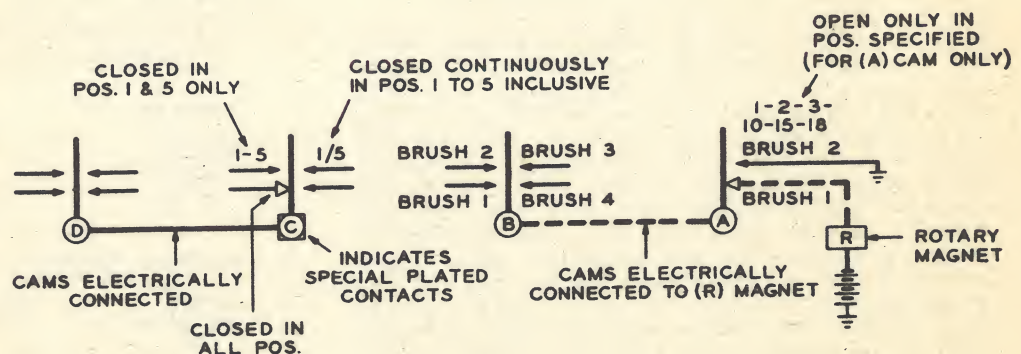 OPEN ONLY IN
POS. SPECIFIED
(FOR (A) CAM ONLY)
CLOSED IN
POS. 1 & 5 ONLY
CLOSED CONTINUOUSLY
IN POS. 1 TO 5 INCLUSIVE
1-2-3-
10-15-18
1-5
1/5
BRUSH 2
BRUSH 3
BRUSH 2
BRUSH 1
BRUSH 4
BRUSH 1
D
C
B
A
R
ROTARY
MAGNET
CAMS ELECTRICALLY
CONNECTED
INDICATES
SPECIAL PLATED
CONTACTS
CAMS ELECTRICALLY
CONNECTED TO (R) MAGNET
CLOSED IN
ALL POS.